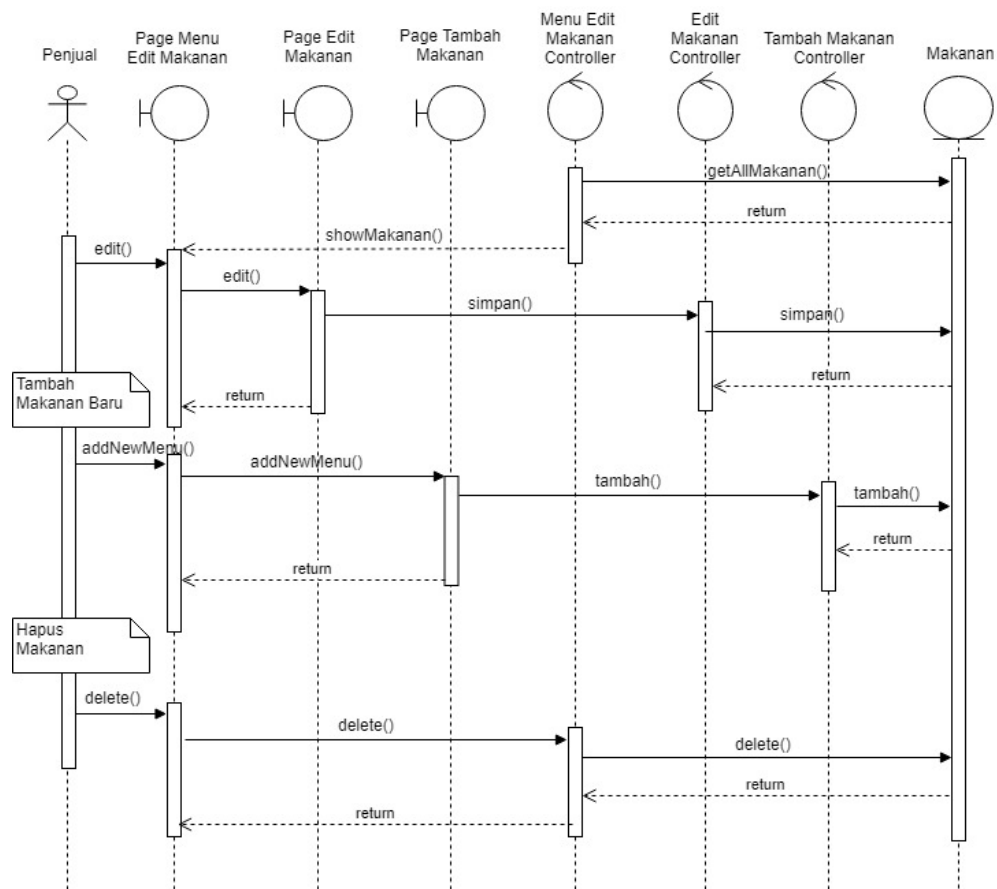 Penjual
Page Menu
Edit Makanan
Page Edit
Makanan
Page Tambah
Makanan
Menu Edit
Makanan
Controller
Edit
Makanan
Controller
Tambah Makanan
Controller
Makanan
getAllMakanan()
return
showMakanan()
edit()
edit()
simpan()
simpan()
return
return
Tambah
Makanan Baru
addNewMenu()
addNewMenu()
tambah()
tambah()
return
return
Hapus
Makanan
delete()
delete()
delete()
return
return